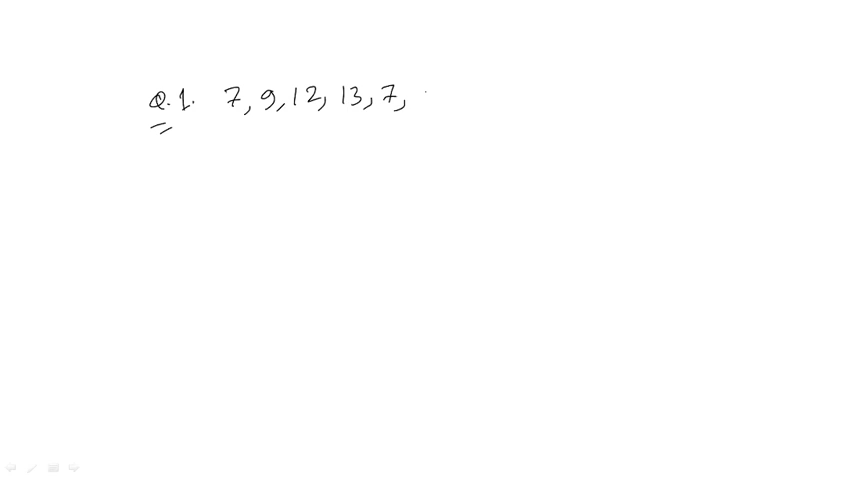 Q.1. 7, 9, 12, 13, 7,